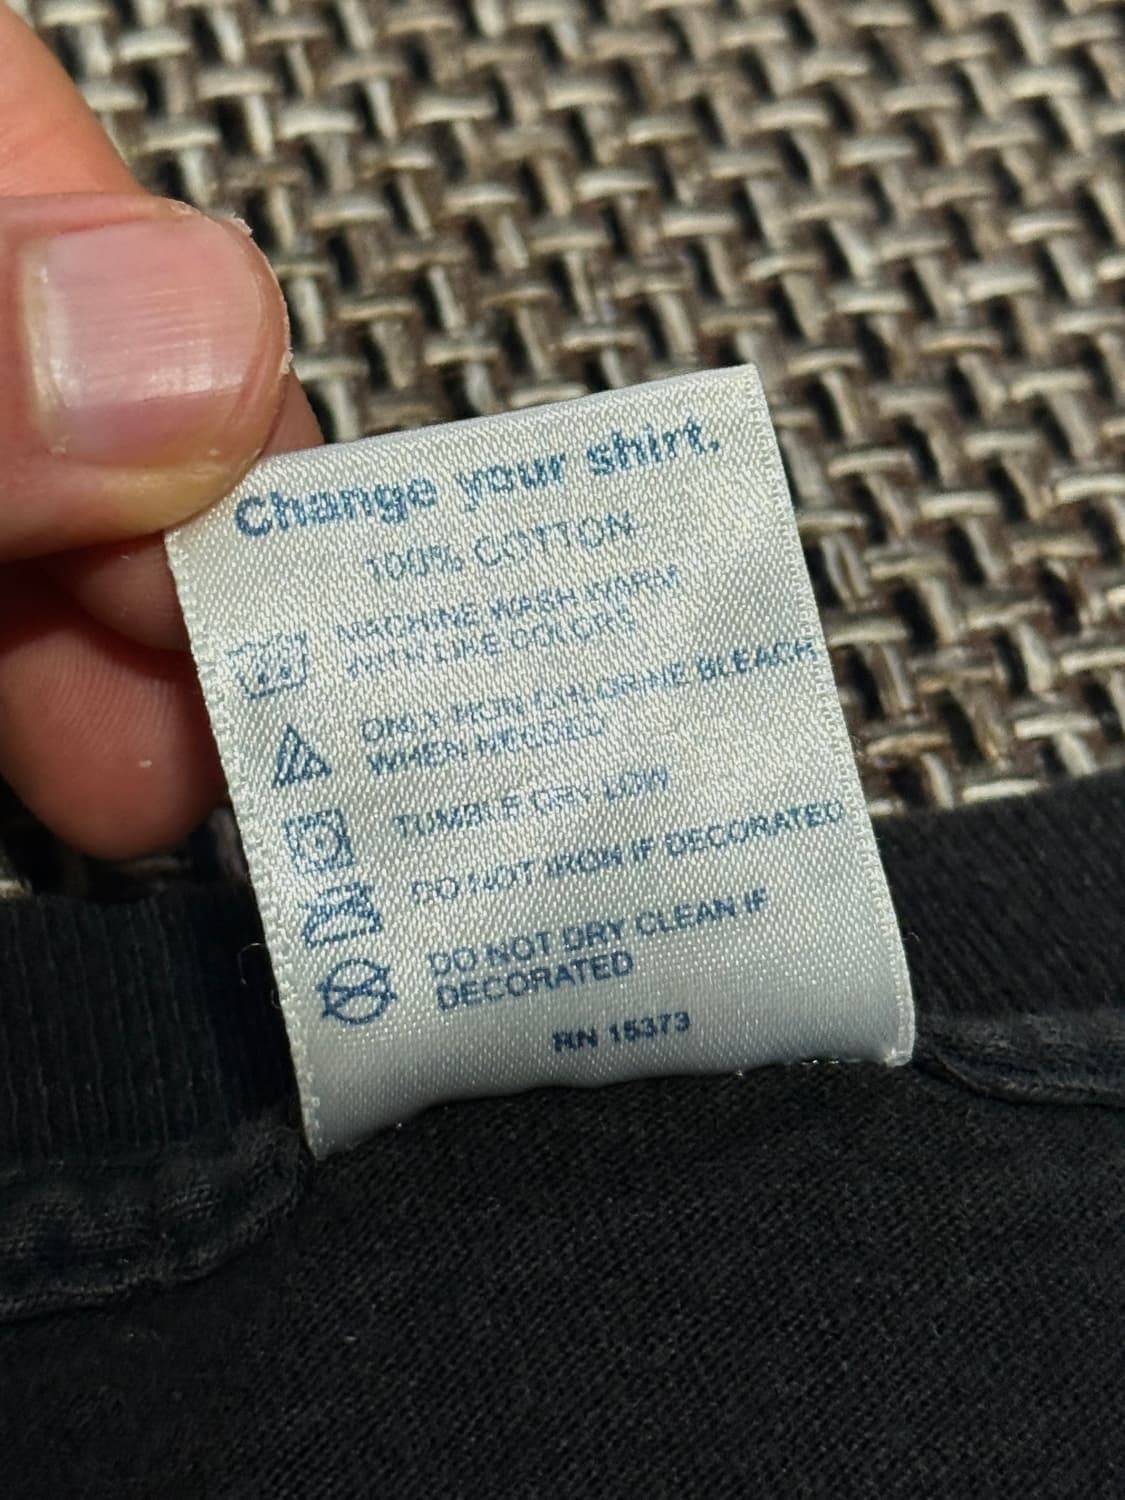 Change your shirt.
100% COTTON
MACHINE WASH WARM
WITH LIKE COLORS
ONLY NON-CHLORINE BLEACH
WHEN NEEDED
TUMBLE DRY LOW
DO NOT IRON IF DECORATED
DO NOT DRY CLEAN IF
DECORATED
RN 15373